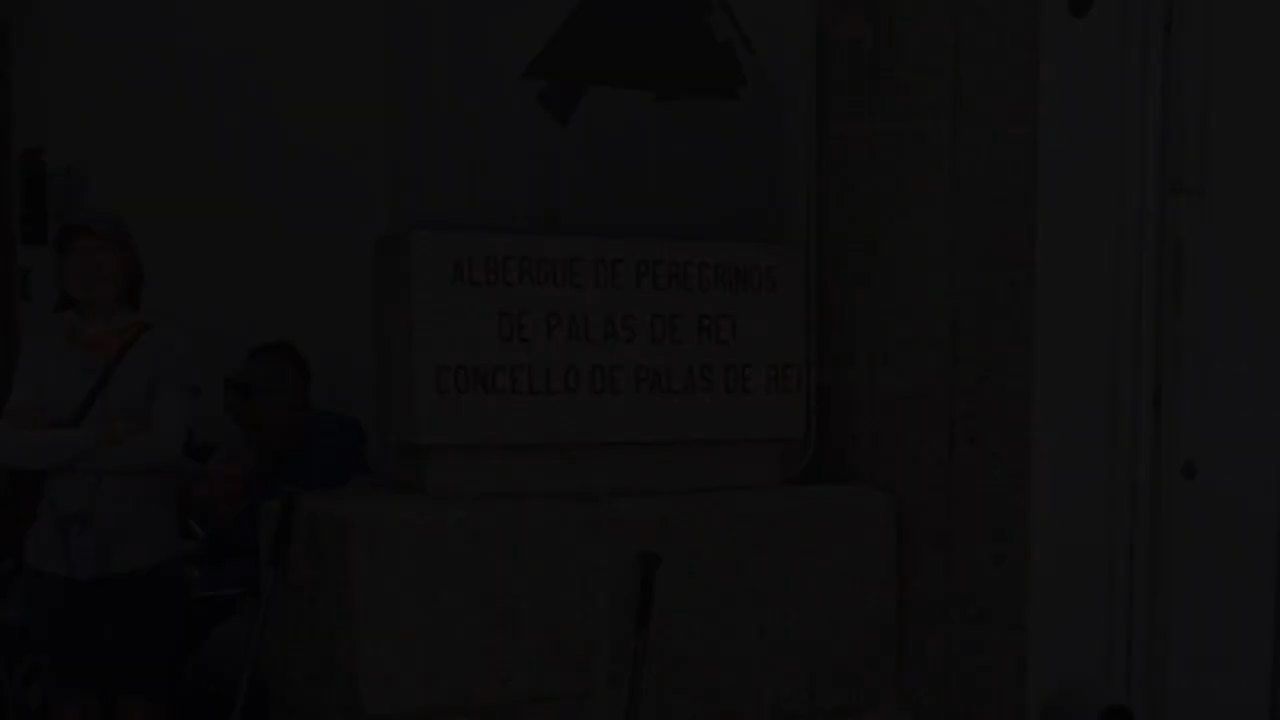 ALBERGUE DE PEREGRINOS
DE PALAS DE REI
CONCELLO DE PALAS DE REI